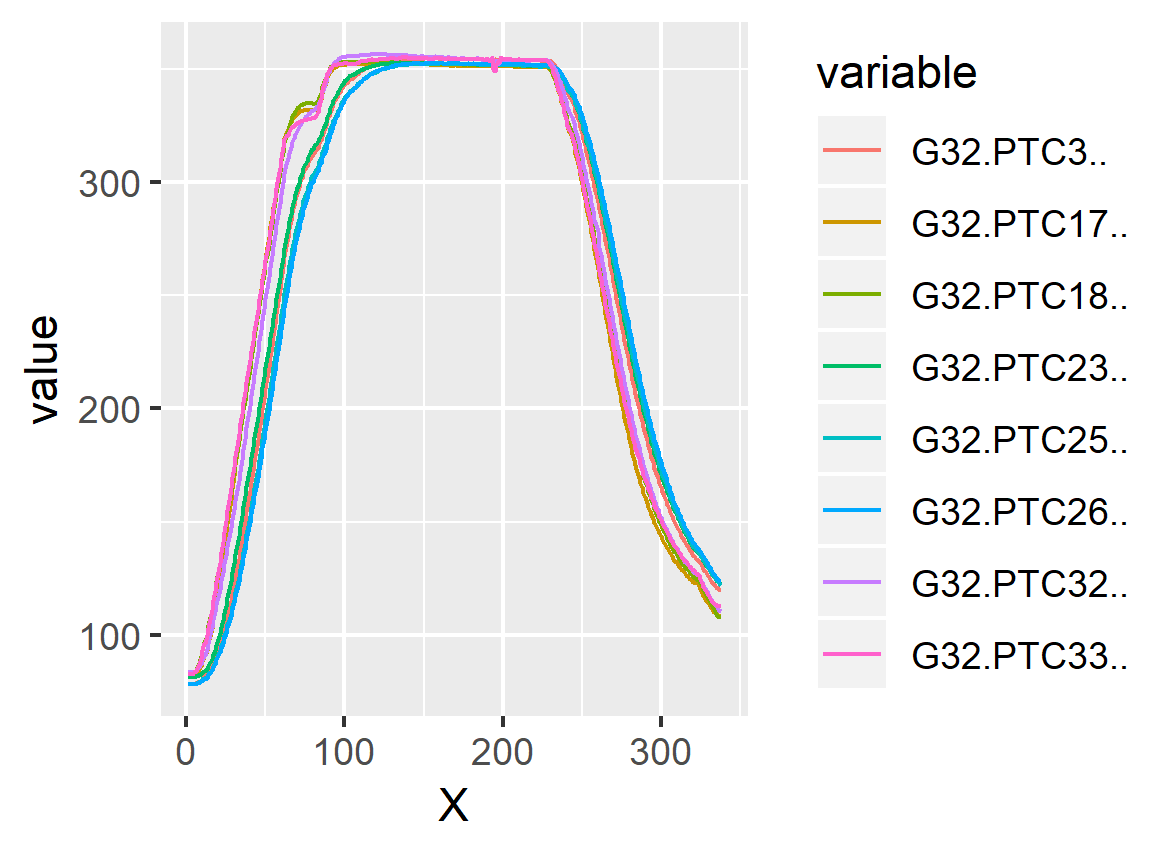 value
300
200
100
0
100
200
300
X
variable
G32.PTC3..
G32.PTC17..
G32.PTC18..
G32.PTC23..
G32.PTC25..
G32.PTC26..
G32.PTC32..
G32.PTC33..